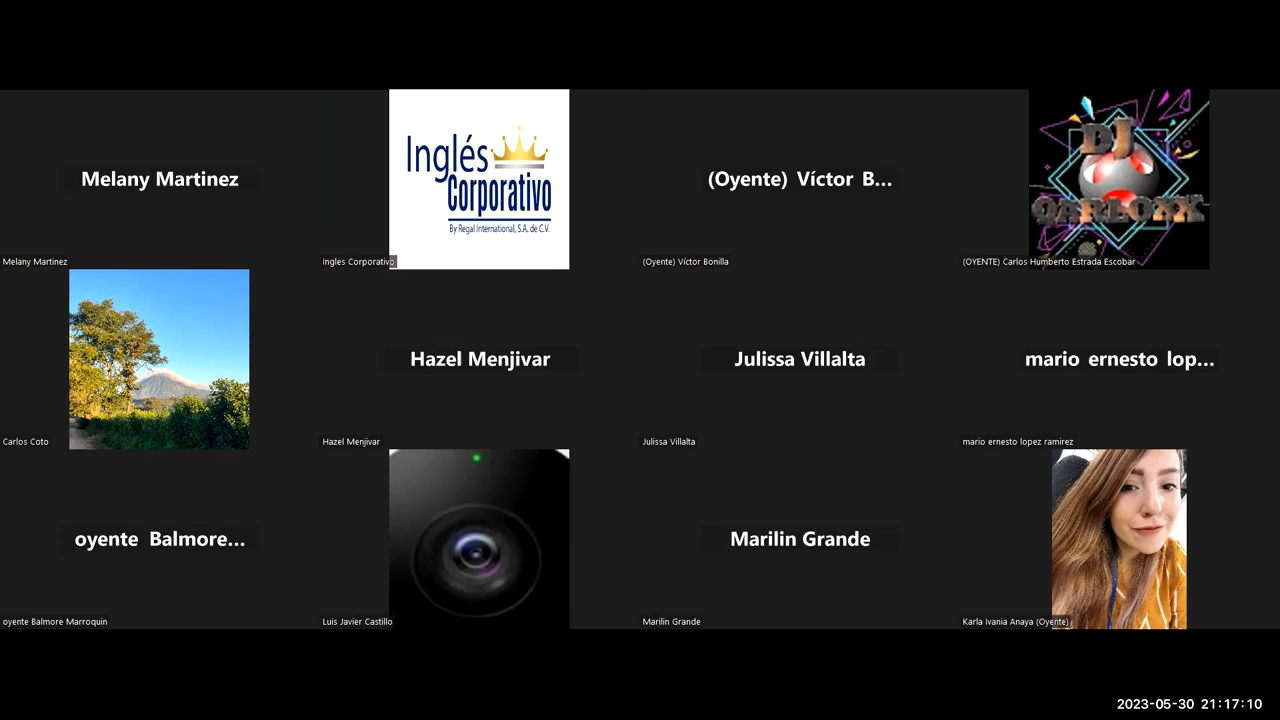 Melany Martinez
Melany Martinez
Inglés
Corporativo
By Regal International, S.A. de C.V.
Ingles Corporativo
(Oyente) Víctor B...
(Oyente) Víctor Bonilla
DJ
QARLOXX
(OYENTE) Carlos Humberto Estrada Escobar
Carlos Coto
Hazel Menjivar
Hazel Menjivar
Julissa Villalta
Julissa Villalta
mario ernesto lop...
mario ernesto lopez ramirez
oyente Balmore...
oyente Balmore Marroquin
Luis Javier Castillo
Marilin Grande
Marilin Grande
Karla Ivania Anaya (Oyente)
2023-05-30 21:17:10